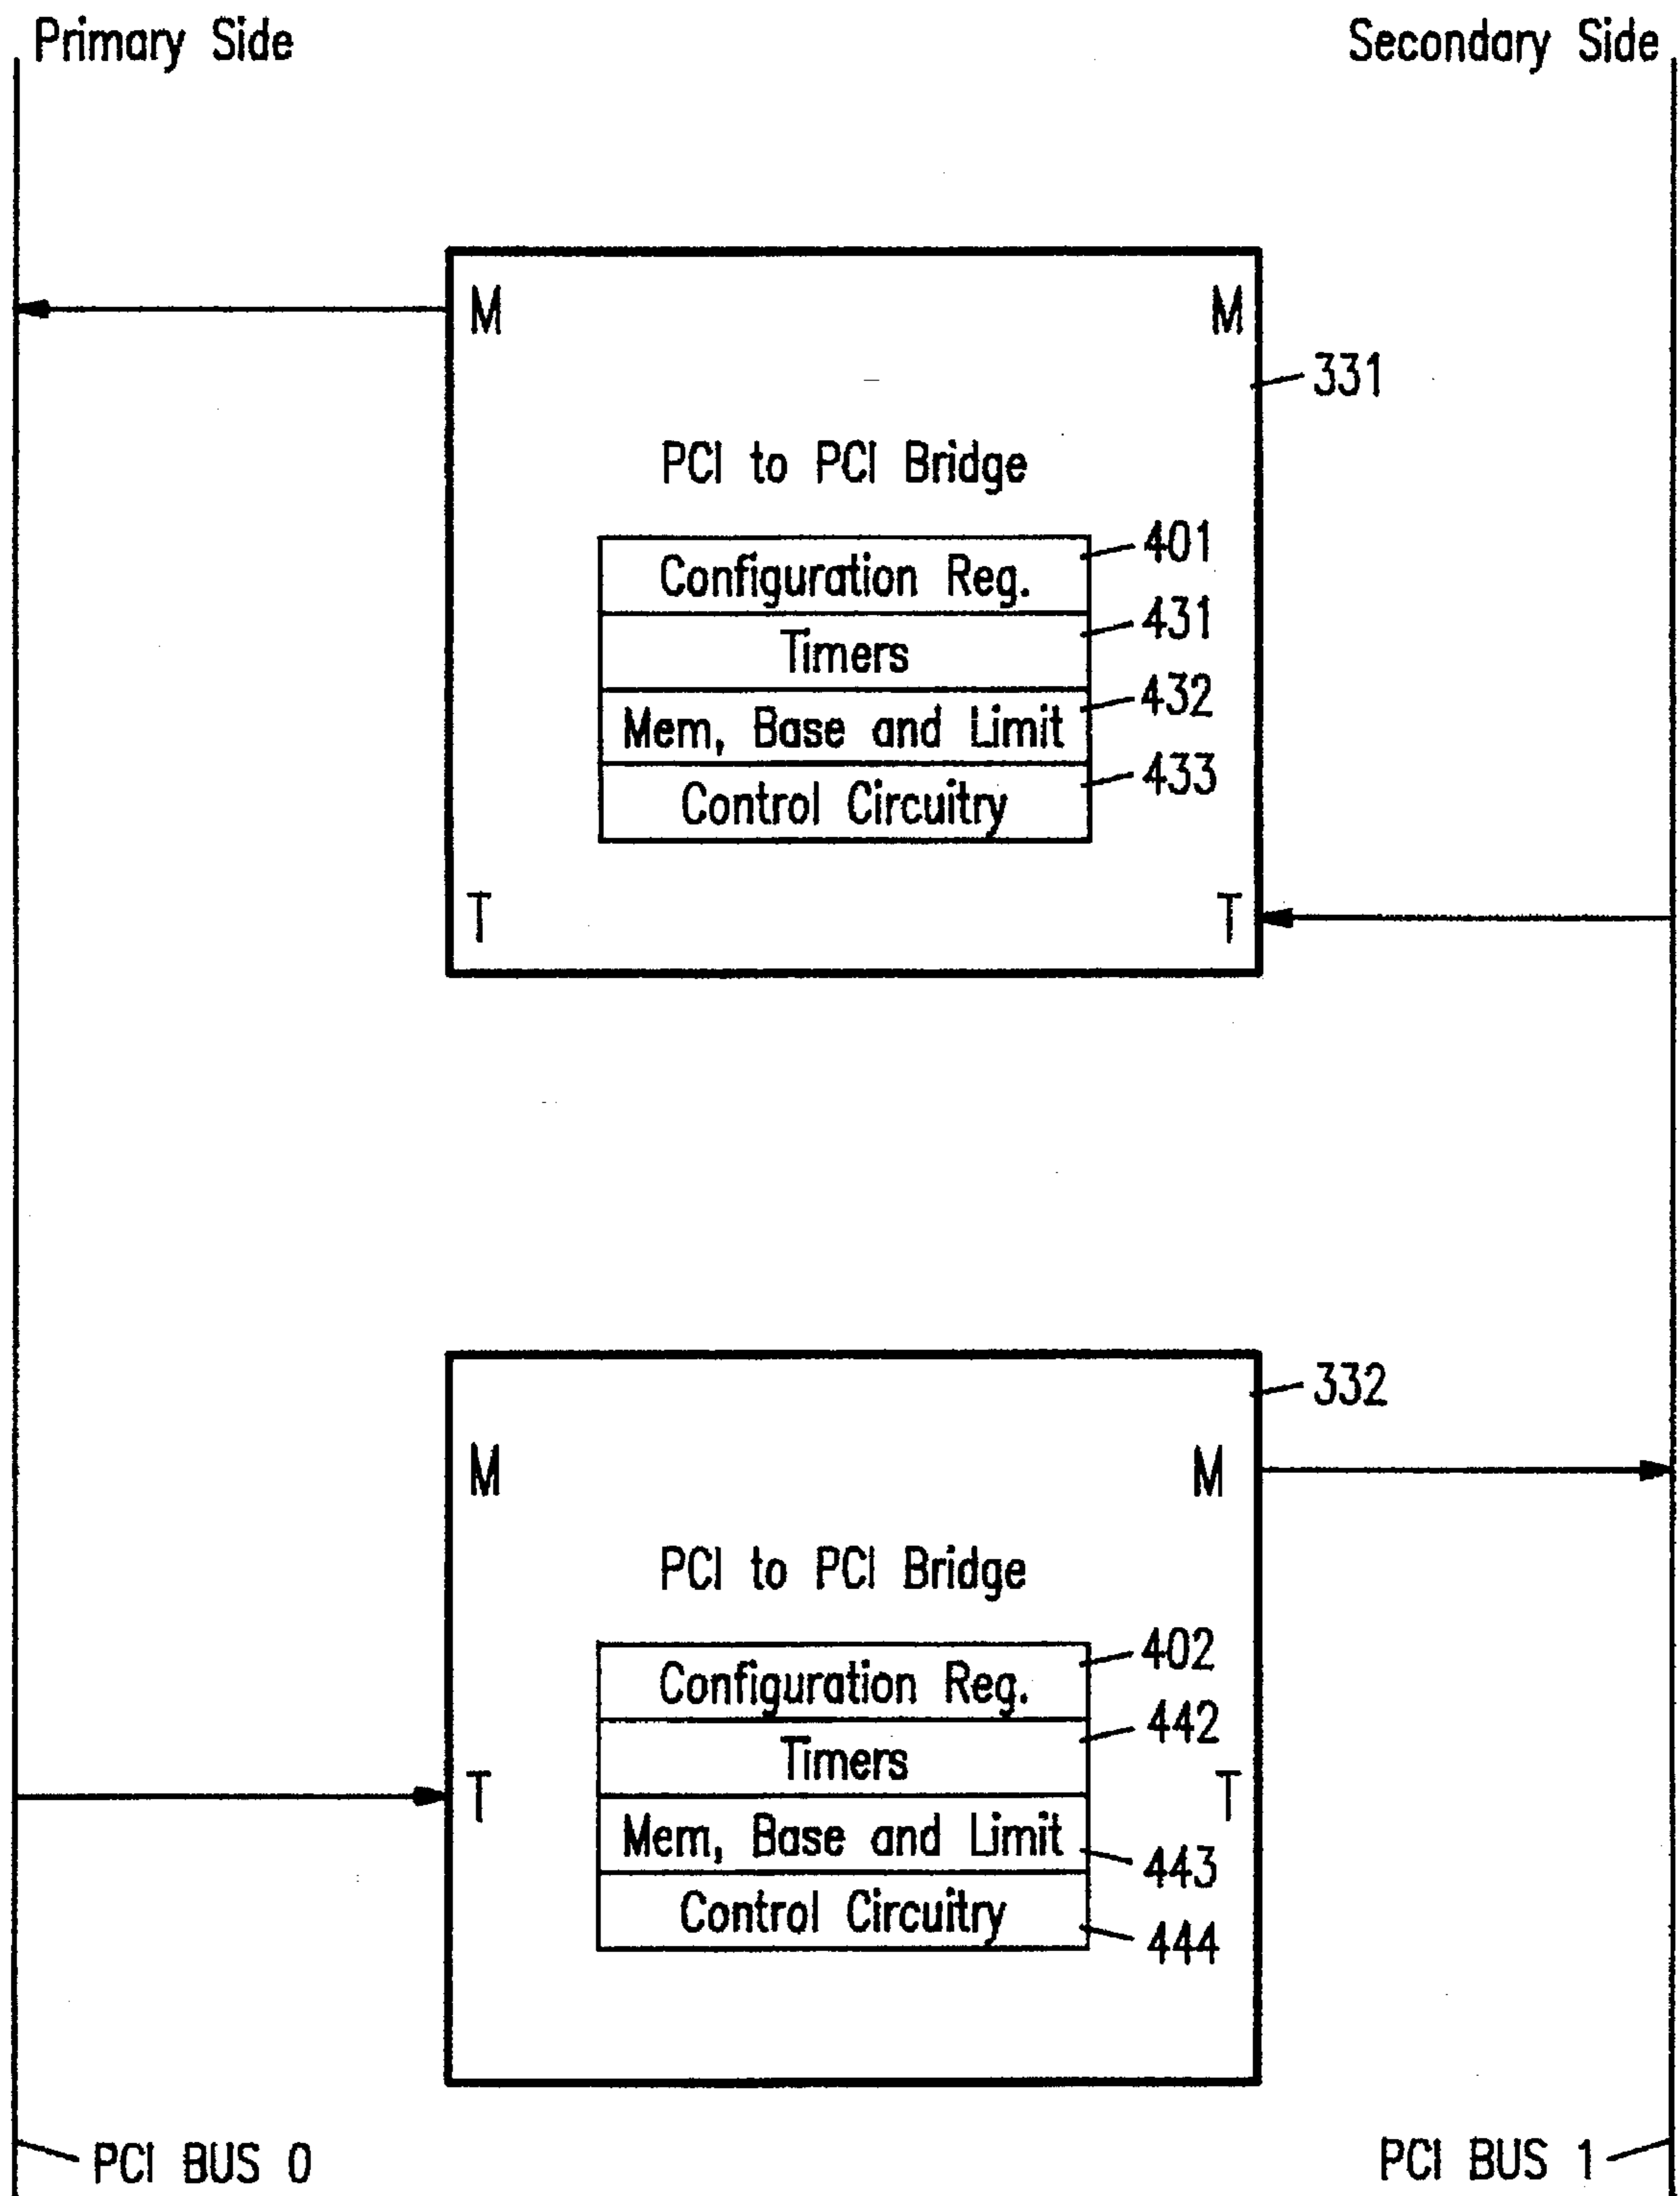 Primary Side
Secondary Side
M
M
331
PCI to PCI Bridge
Configuration Reg.
401
Timers
431
Mem, Base and Limit
432
Control Circuitry
433
T
T
332
M
M
PCI to PCI Bridge
Configuration Reg.
402
Timers
442
T
T
Mem, Base and Limit
443
Control Circuitry
444
PCI BUS 0
PCI BUS 1